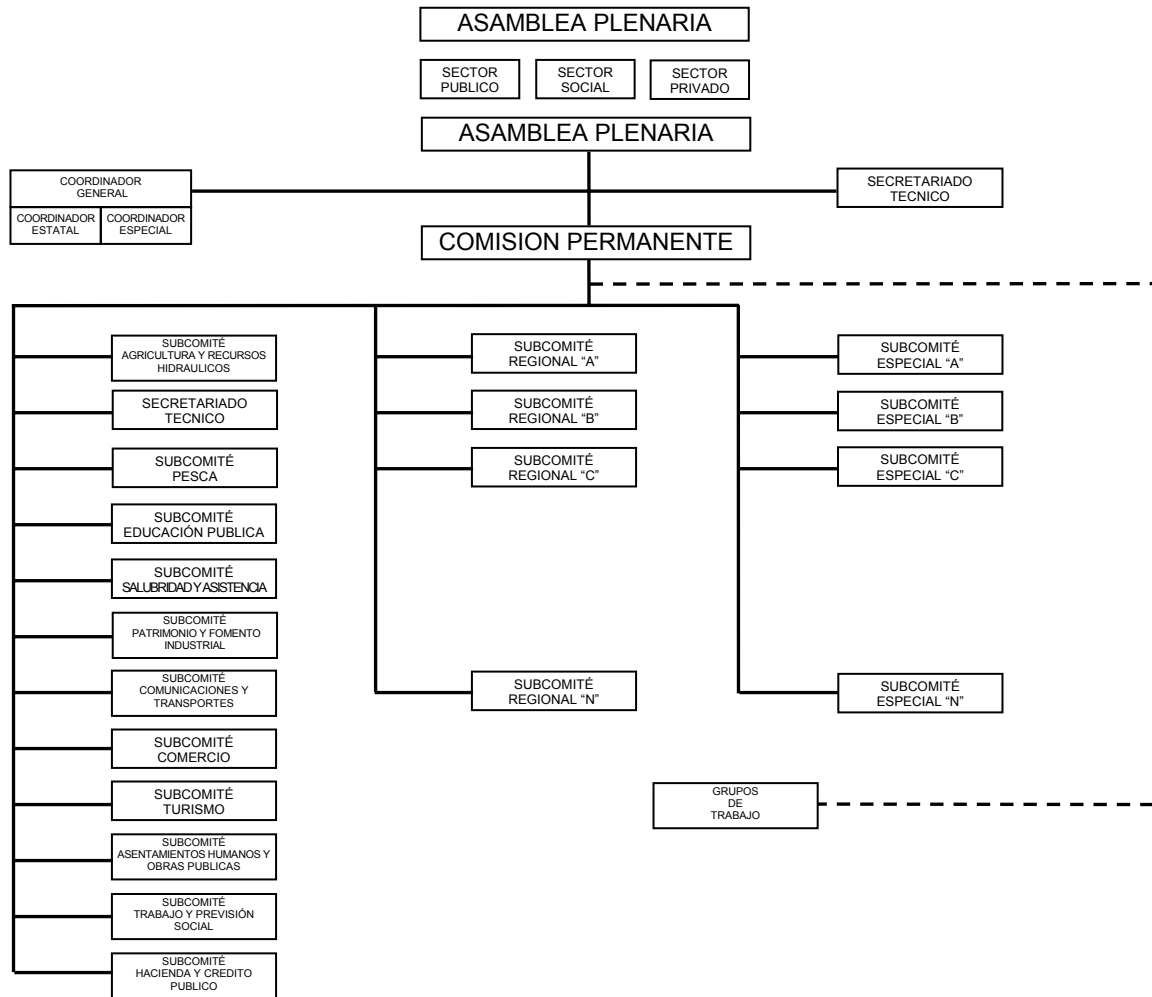 ASAMBLEA PLENARIA
SECTOR
PUBLICO
SECTOR
SOCIAL
SECTOR
PRIVADO
ASAMBLEA PLENARIA
COORDINADOR
GENERAL
COORDINADOR
ESTATAL
COORDINADOR
ESPECIAL
SECRETARIADO
TECNICO
COMISION PERMANENTE
SUBCOMITÉ
AGRICULTURA Y RECURSOS
HIDRAULICOS
SECRETARIADO
TECNICO
SUBCOMITÉ
PESCA
SUBCOMITÉ
EDUCACIÓN PUBLICA
SUBCOMITÉ
SALUBRIDAD Y ASISTENCIA
SUBCOMITÉ
PATRIMONIO Y FOMENTO
INDUSTRIAL
SUBCOMITÉ
COMUNICACIONES Y
TRANSPORTES
SUBCOMITÉ
COMERCIO
SUBCOMITÉ
TURISMO
SUBCOMITÉ
ASENTAMIENTOS HUMANOS Y
OBRAS PUBLICAS
SUBCOMITÉ
TRABAJO Y PREVISIÓN
SOCIAL
SUBCOMITÉ
HACIENDA Y CREDITO
PUBLICO
SUBCOMITÉ
REGIONAL “A”
SUBCOMITÉ
REGIONAL “B”
SUBCOMITÉ
REGIONAL “C”
SUBCOMITÉ
REGIONAL “N”
SUBCOMITÉ
ESPECIAL “A”
SUBCOMITÉ
ESPECIAL “B”
SUBCOMITÉ
ESPECIAL “C”
SUBCOMITÉ
ESPECIAL “N”
GRUPOS
DE
TRABAJO